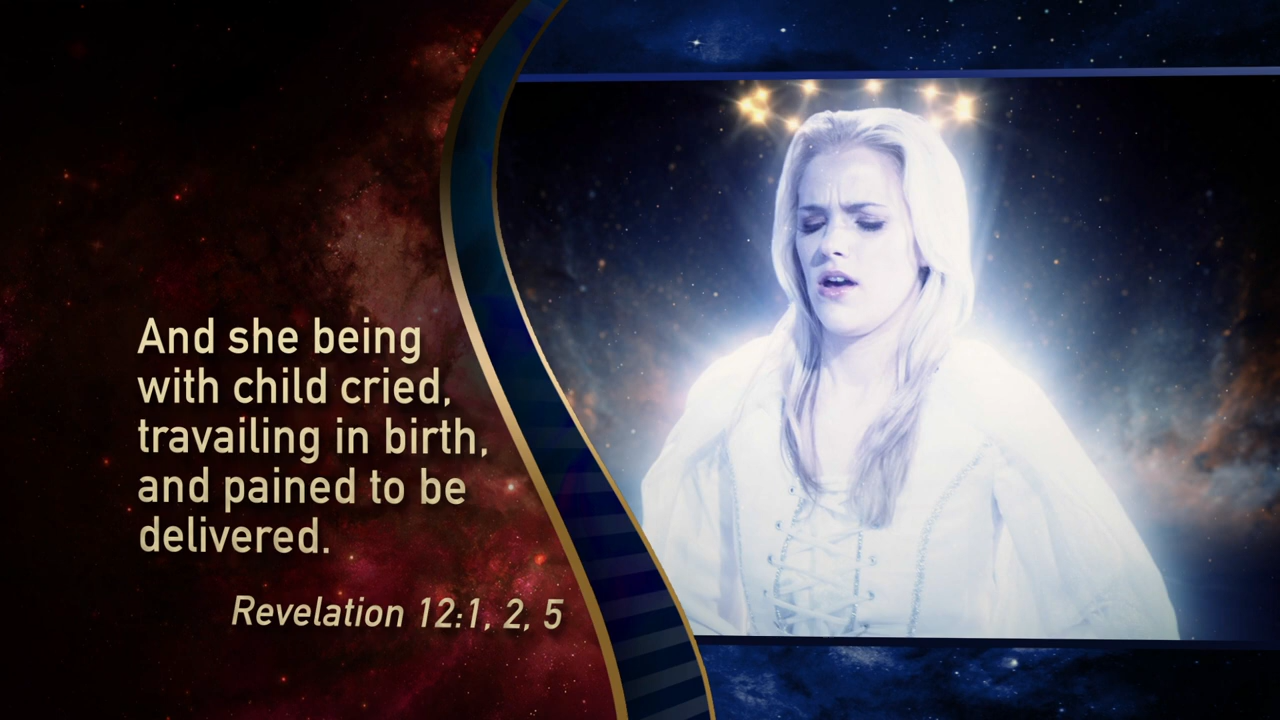 And she being
with child cried,
travailing in birth,
and pained to be
delivered.
Revelation 12:1, 2, 5